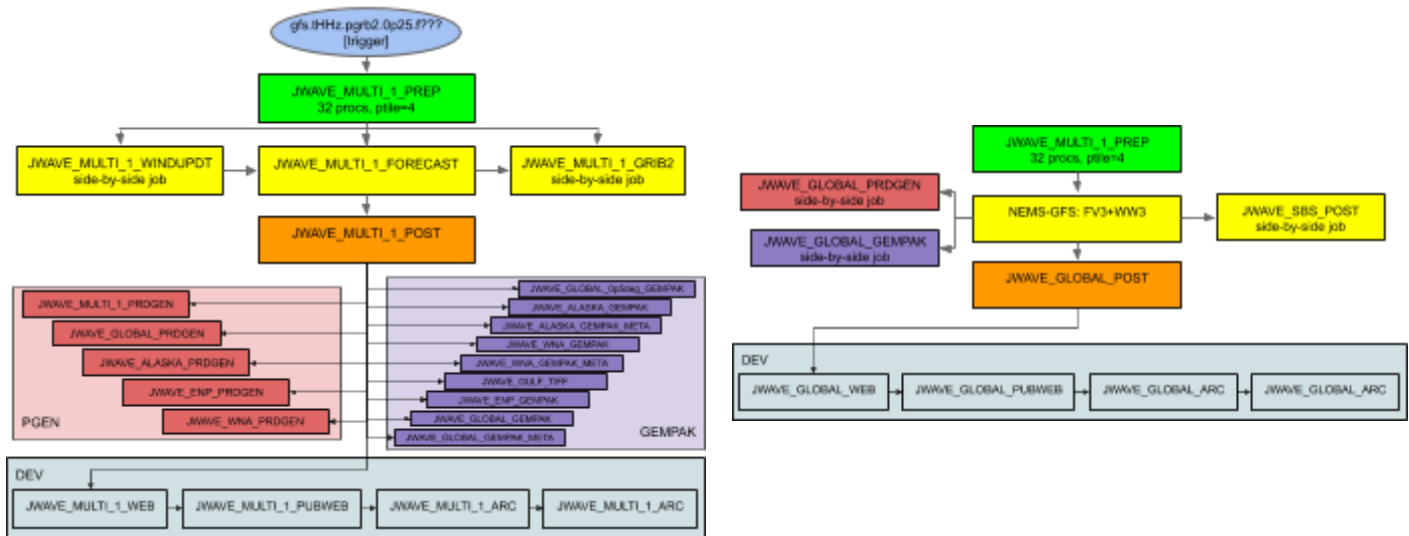 gfs.tHHz.pgrb2.0p25.f???
[trigger]
JWAVE_MULTI_1_PREP
32 procs, ptile=4
JWAVE_MULTI_1_WINDUPDT
side-by-side job
JWAVE_MULTI_1_FORECAST
JWAVE_MULTI_1_GRIB2
side-by-side job
JWAVE_MULTI_1_POST
JWAVE_MULTI_1_PRDGEN
JWAVE_GLOBAL_PRDGEN
JWAVE_ALASKA_PRDGEN
JWAVE_ENP_PRDGEN
JWAVE_WNA_PRDGEN
PGEN
JWAVE_GLOBAL_0p5deg_GEMPAK
JWAVE_ALASKA_GEMPAK
JWAVE_ALASKA_GEMPAK_META
JWAVE_WNA_GEMPAK
JWAVE_WNA_GEMPAK_META
JWAVE_GULF_TIFF
JWAVE_ENP_GEMPAK
JWAVE_GLOBAL_GEMPAK
JWAVE_GLOBAL_GEMPAK_META
GEMPAK
DEV
JWAVE_MULTI_1_WEB
JWAVE_MULTI_1_PUBWEB
JWAVE_MULTI_1_ARC
JWAVE_MULTI_1_ARC
JWAVE_MULTI_1_PREP
32 procs, ptile=4
JWAVE_GLOBAL_PRDGEN
side-by-side job
JWAVE_GLOBAL_GEMPAK
side-by-side job
NEMS-GFS: FV3+WW3
JWAVE_SBS_POST
side-by-side job
JWAVE_GLOBAL_POST
DEV
JWAVE_GLOBAL_WEB
JWAVE_GLOBAL_PUBWEB
JWAVE_GLOBAL_ARC
JWAVE_GLOBAL_ARC